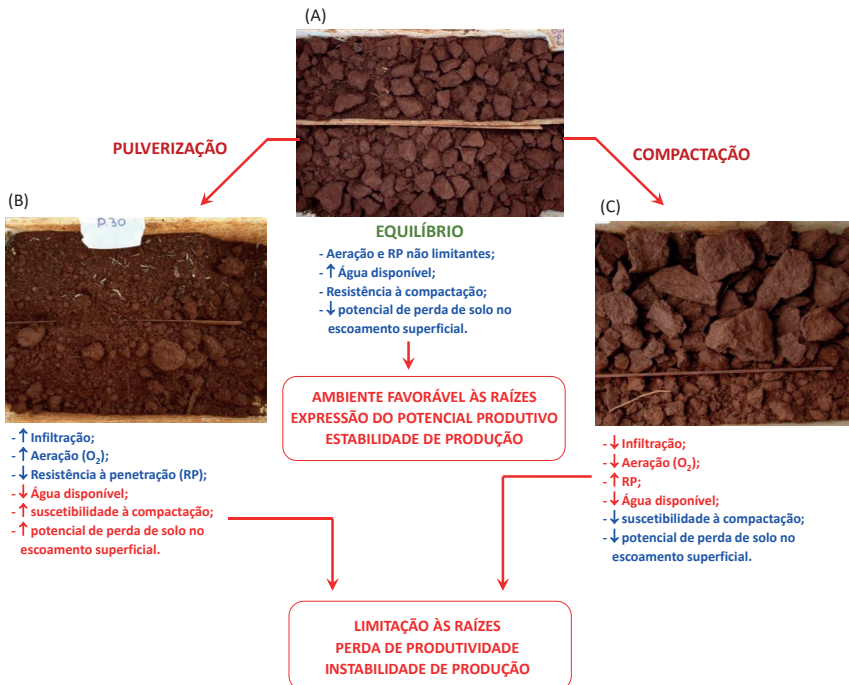 (A)
PULVERIZAÇÃO
COMPACTAÇÃO
(B)
P.30
(C)
EQUILÍBRIO
- Aeração e RP não limitantes;
- ↑ Água disponível;
- Resistência à compactação;
- ↓ potencial de perda de solo no
escoamento superficial.
AMBIENTE FAVORÁVEL ÀS RAÍZES
EXPRESSÃO DO POTENCIAL PRODUTIVO
ESTABILIDADE DE PRODUÇÃO
- ↑ Infiltração;
- ↑ Aeração (O₂);
- ↓ Resistência à penetração (RP);
- ↓ Água disponível;
- ↑ suscetibilidade à compactação;
- ↑ potencial de perda de solo no
escoamento superficial.
- ↓ Infiltração;
- ↓ Aeração (O₂);
- ↑ RP;
- ↓ Água disponível;
- ↓ suscetibilidade à compactação;
- ↓ potencial de perda de solo no
escoamento superficial.
LIMITAÇÃO ÀS RAÍZES
PERDA DE PRODUTIVIDADE
INSTABILIDADE DE PRODUÇÃO